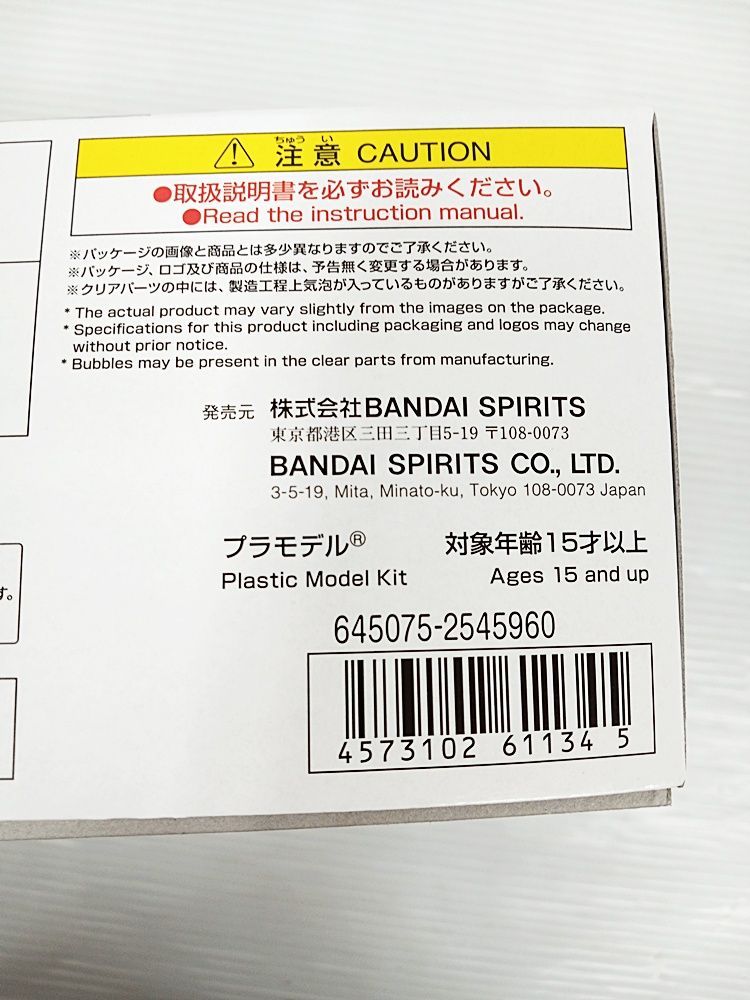 ちゅう い
注意 CAUTION
●取扱説明書を必ずお読みください。
●Read the instruction manual.
※パッケージの画像と商品とは多少異なりますのでご了承ください。
※パッケージ、ロゴ及び商品の仕様は、予告無く変更する場合があります。
※クリアパーツの中には、製造工程上気泡が入っているものがありますがご了承ください。
* The actual product may vary slightly from the images on the package.
* Specifications for this product including packaging and logos may change
without prior notice.
* Bubbles may be present in the clear parts from manufacturing.
発売元 株式会社BANDAI SPIRITS
東京都港区三田三丁目5-19 〒108-0073
BANDAI SPIRITS CO., LTD.
3-5-19, Mita, Minato-ku, Tokyo 108-0073 Japan
プラモデル® 対象年齢15才以上
Plastic Model Kit Ages 15 and up
す。
645075-2545960
4573102 61134 5